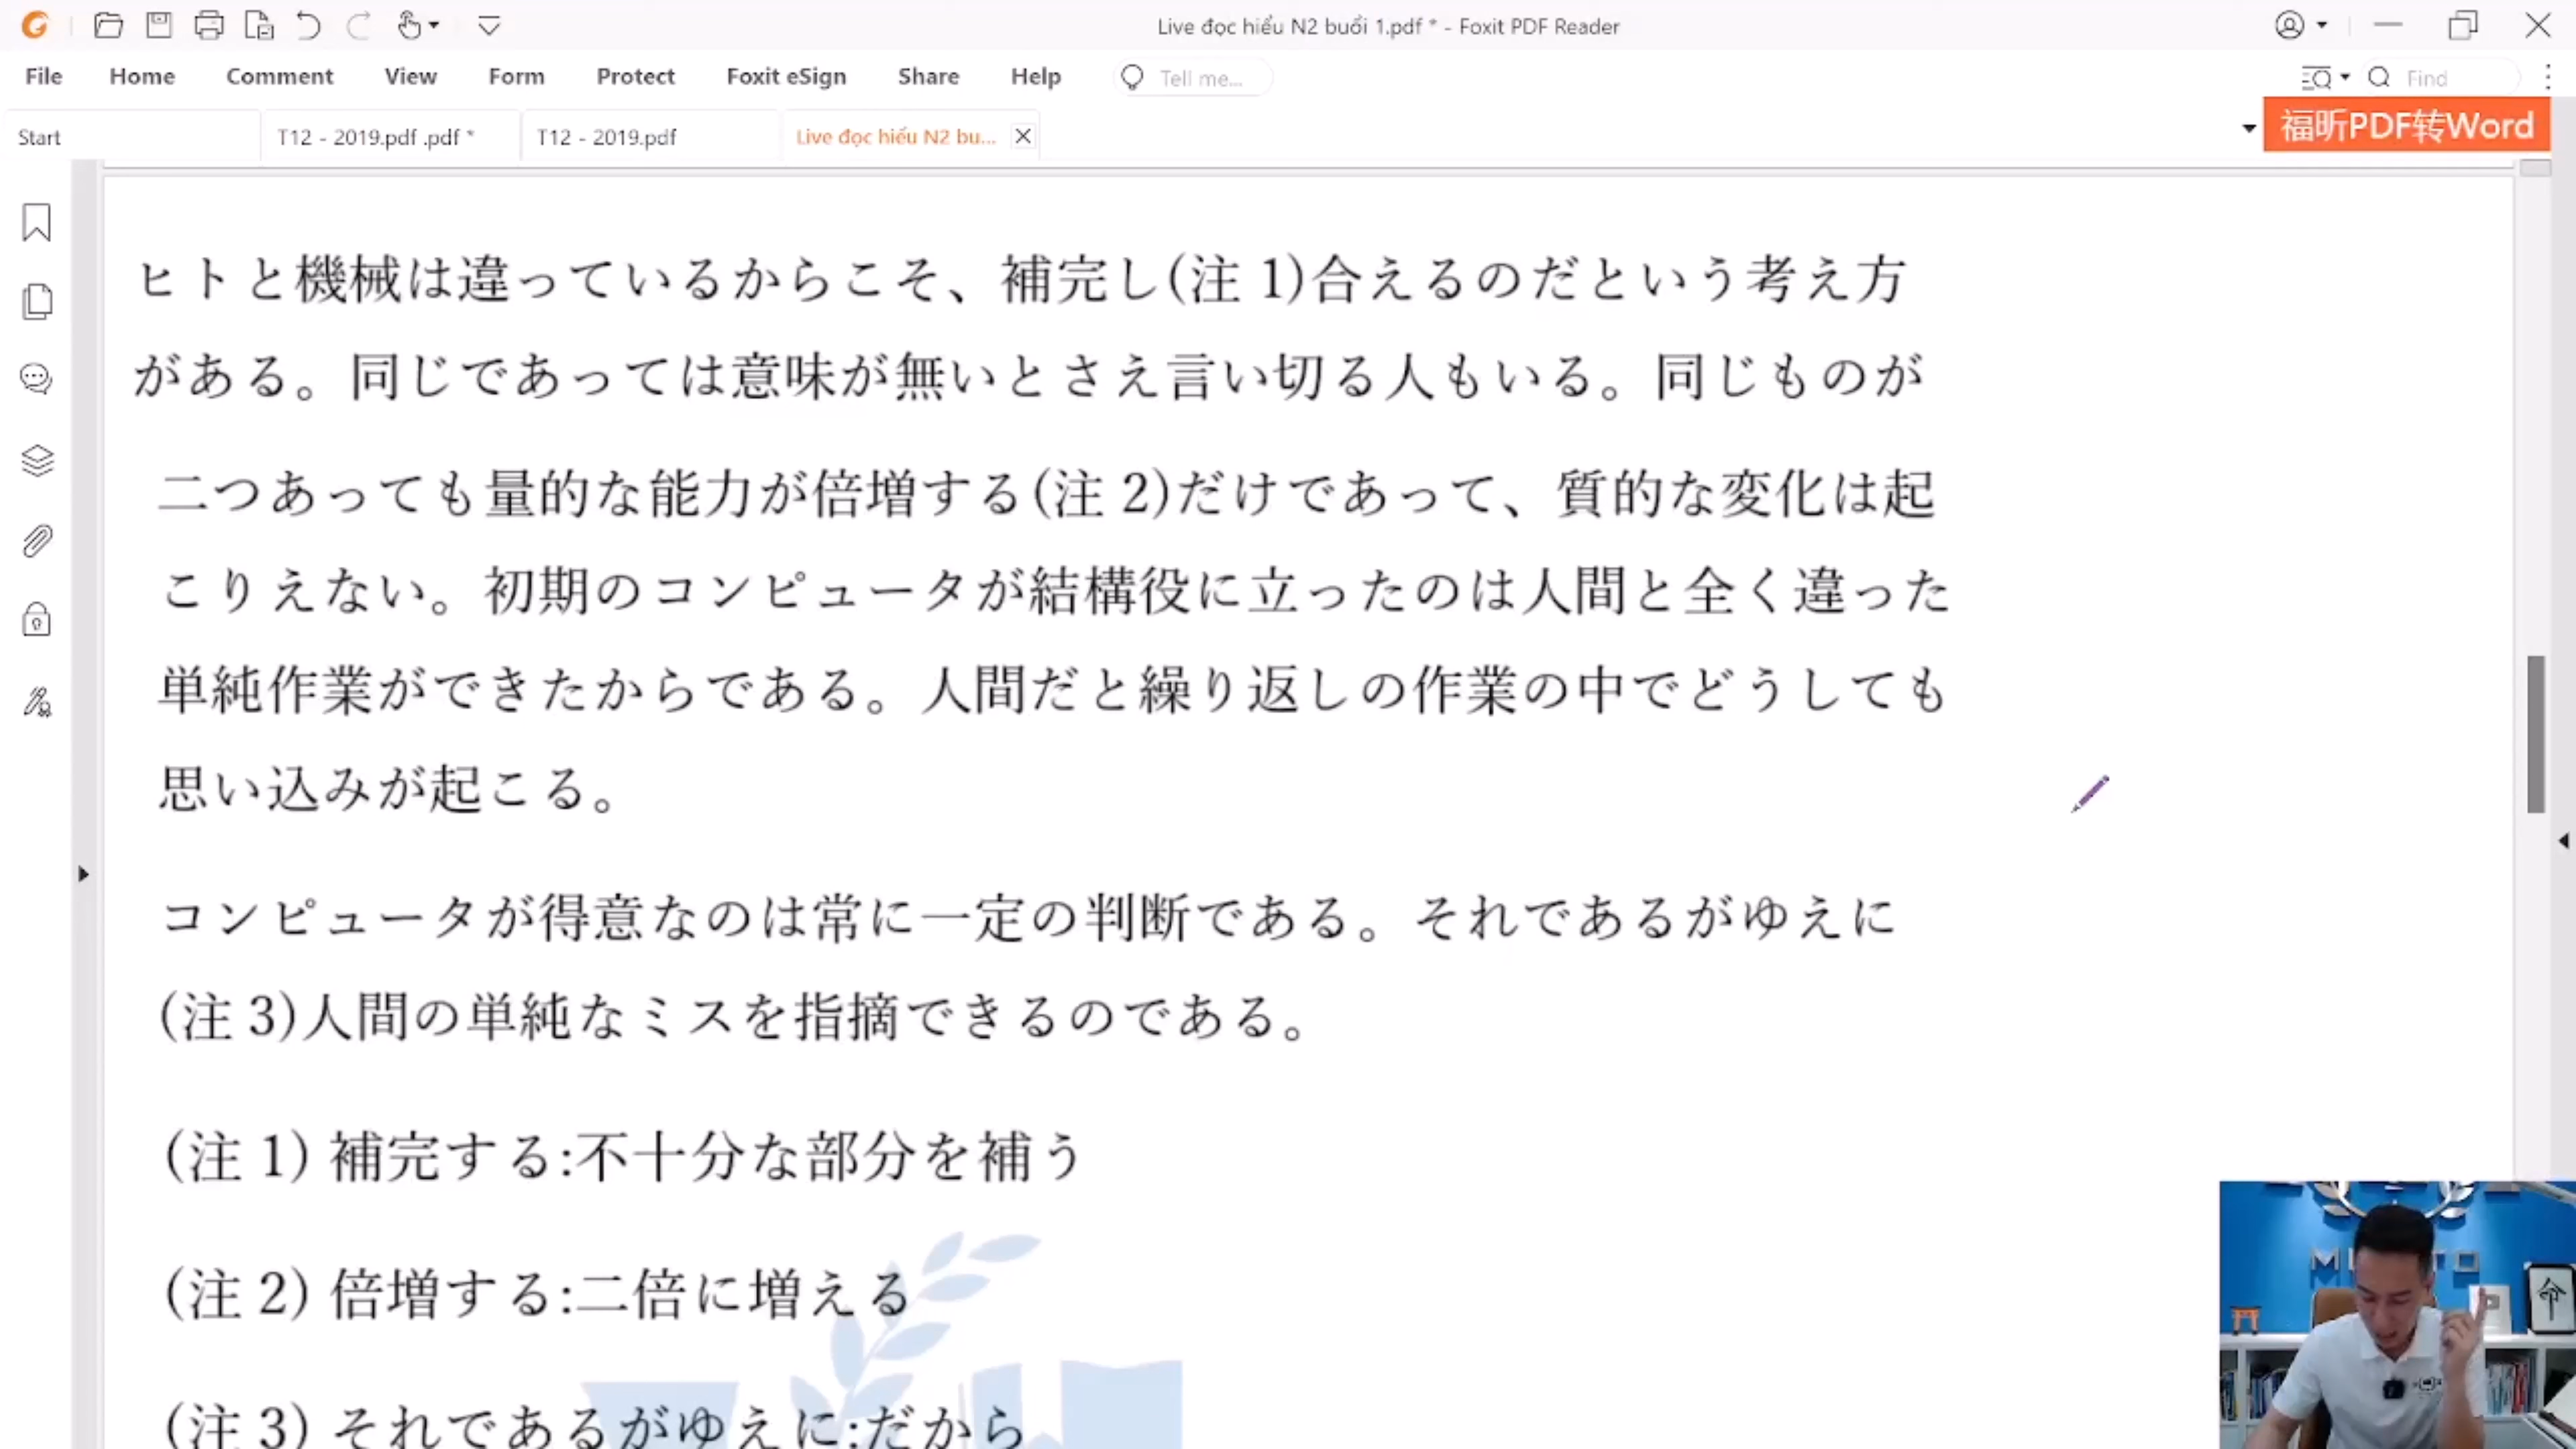 Live đọc hiểu N2 buổi 1.pdf * - Foxit PDF Reader
File Home Comment View Form Protect Foxit eSign Share Help Tell me... Find
Start T12 - 2019.pdf .pdf * T12 - 2019.pdf Live đọc hiểu N2 bu... 福昕PDF转Word
ヒトと機械は違っているからこそ、補完し(注 1)合えるのだという考え方
がある。同じであっては意味が無いとさえ言い切る人もいる。同じものが
二つあっても量的な能力が倍増する(注 2)だけであって、質的な変化は起
こりえない。初期のコンピュータが結構役に立ったのは人間と全く違った
単純作業ができたからである。人間だと繰り返しの作業の中でどうしても
思い込みが起こる。
コンピュータが得意なのは常に一定の判断である。それであるがゆえに
(注 3)人間の単純なミスを指摘できるのである。
(注 1) 補完する:不十分な部分を補う
(注 2) 倍増する:二倍に増える
(注 3) それであるがゆえに:だから
命